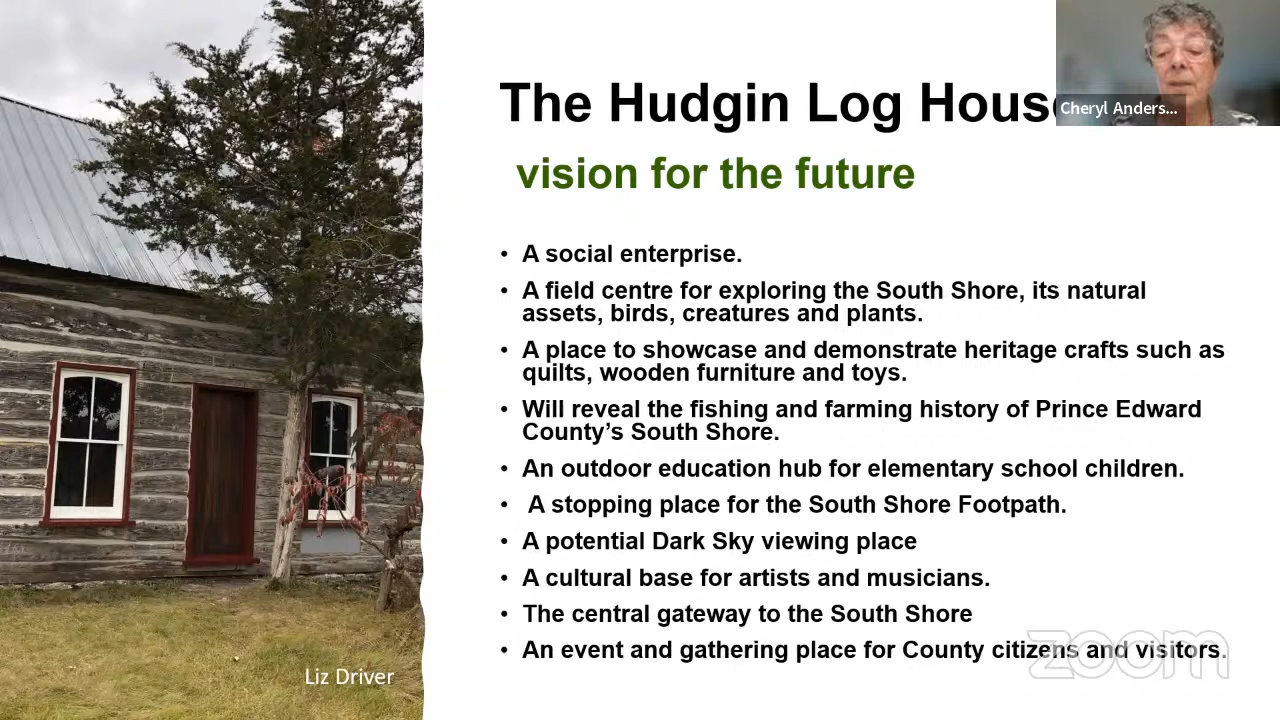 The Hudgin Log House
Cheryl Anders...
vision for the future
• A social enterprise.
• A field centre for exploring the South Shore, its natural
assets, birds, creatures and plants.
• A place to showcase and demonstrate heritage crafts such as
quilts, wooden furniture and toys.
• Will reveal the fishing and farming history of Prince Edward
County’s South Shore.
• An outdoor education hub for elementary school children.
• A stopping place for the South Shore Footpath.
• A potential Dark Sky viewing place
• A cultural base for artists and musicians.
• The central gateway to the South Shore
• An event and gathering place for County citizens and visitors.
zoom
Liz Driver